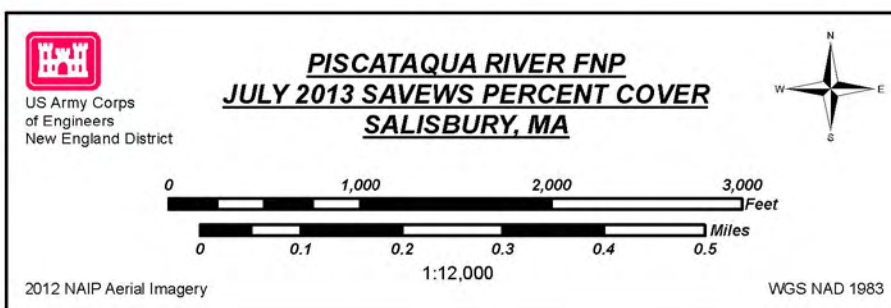 US Army Corps
of Engineers
New England District
PISCATAQUA RIVER FNP
JULY 2013 SAVEWS PERCENT COVER
SALISBURY, MA
N
W E
S
0 1,000 2,000 3,000
Feet
Miles
0 0.1 0.2 0.3 0.4 0.5
1:12,000
2012 NAIP Aerial Imagery
WGS NAD 1983